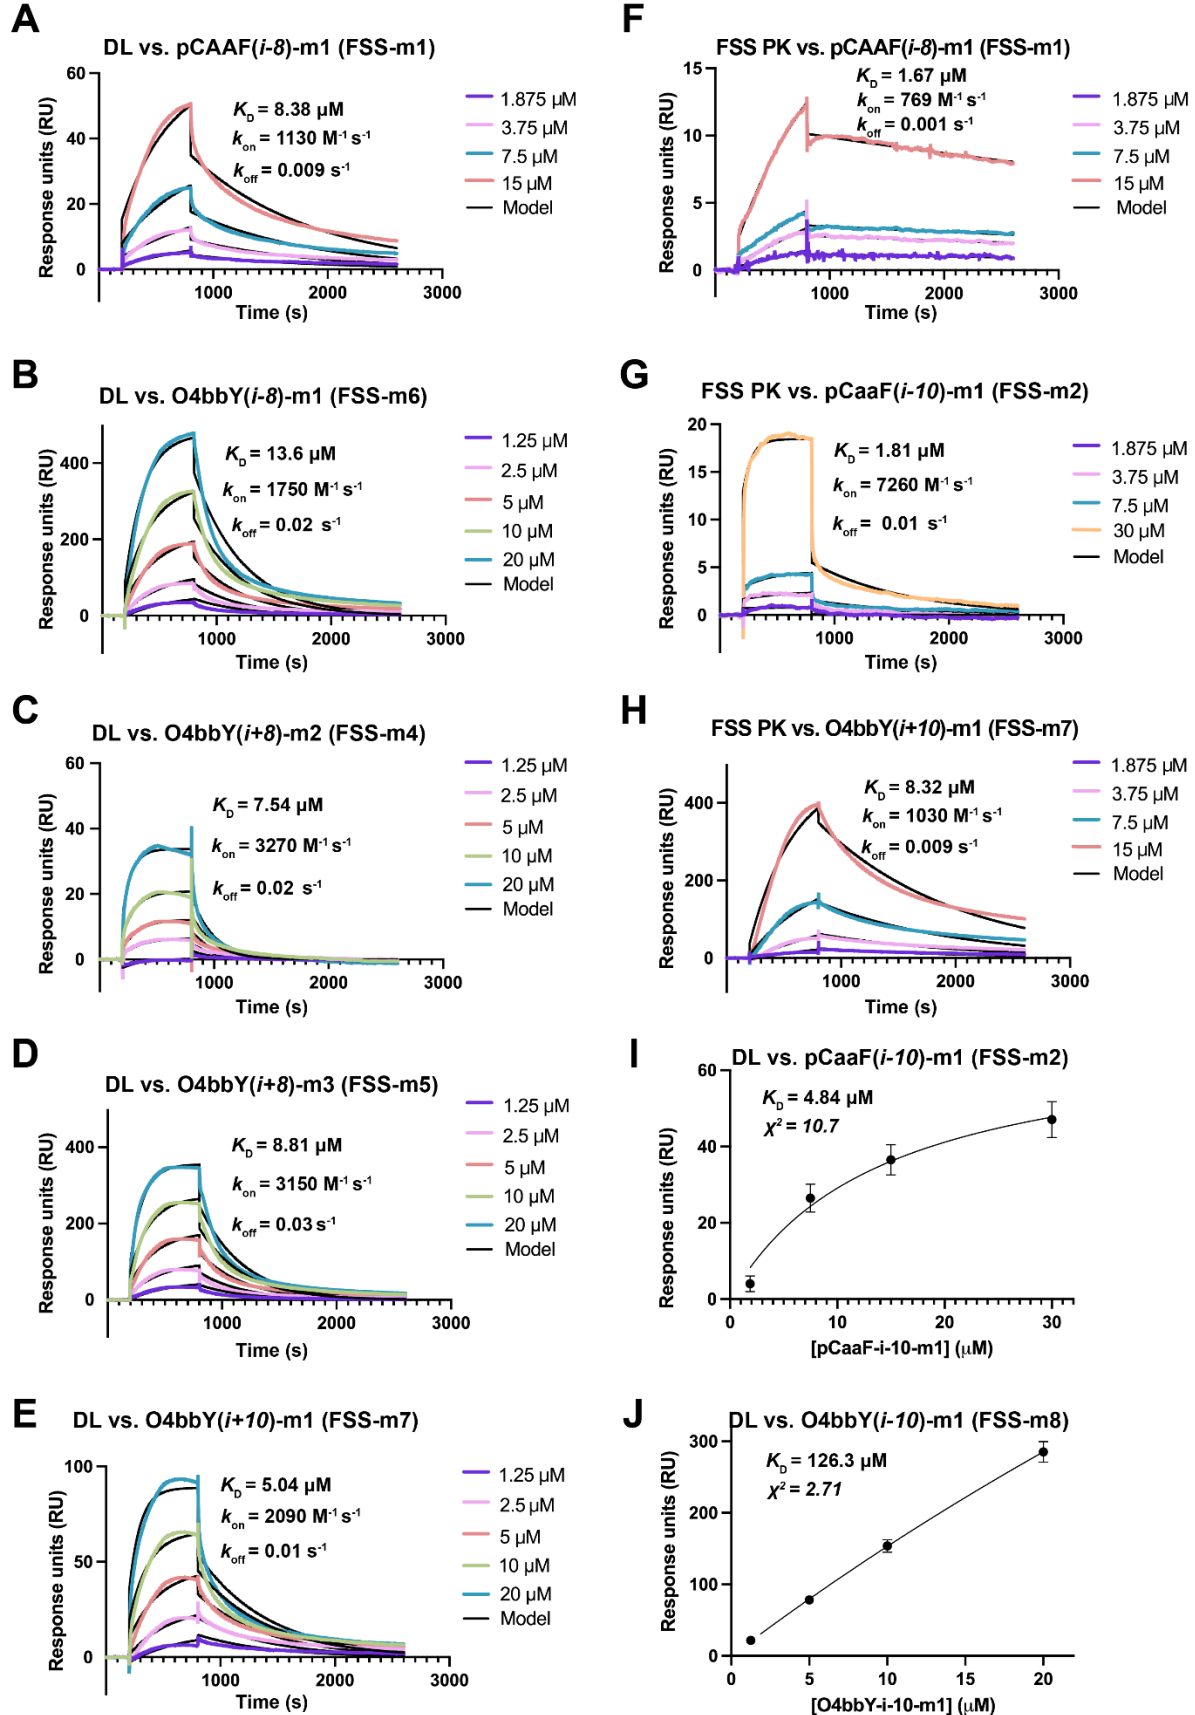 A
DL vs. pCAAF(i-8)-m1 (FSS-m1)
Response units (RU)
60
40
20
0
1000
2000
3000
Time (s)
K_D = 8.38 µM
k_on = 1130 M⁻¹ s⁻¹
k_off = 0.009 s⁻¹
1.875 µM
3.75 µM
7.5 µM
15 µM
Model
B
DL vs. O4bbY(i-8)-m1 (FSS-m6)
Response units (RU)
400
200
0
1000
2000
3000
Time (s)
K_D = 13.6 µM
k_on = 1750 M⁻¹ s⁻¹
k_off = 0.02 s⁻¹
1.25 µM
2.5 µM
5 µM
10 µM
20 µM
Model
C
DL vs. O4bbY(i+8)-m2 (FSS-m4)
Response units (RU)
60
40
20
0
1000
2000
3000
Time (s)
K_D = 7.54 µM
k_on = 3270 M⁻¹ s⁻¹
k_off = 0.02 s⁻¹
1.25 µM
2.5 µM
5 µM
10 µM
20 µM
Model
D
DL vs. O4bbY(i+8)-m3 (FSS-m5)
Response units (RU)
400
200
0
1000
2000
3000
Time (s)
K_D = 8.81 µM
k_on = 3150 M⁻¹ s⁻¹
k_off = 0.03 s⁻¹
1.25 µM
2.5 µM
5 µM
10 µM
20 µM
Model
E
DL vs. O4bbY(i+10)-m1 (FSS-m7)
Response units (RU)
100
50
0
1000
2000
3000
Time (s)
K_D = 5.04 µM
k_on = 2090 M⁻¹ s⁻¹
k_off = 0.01 s⁻¹
1.25 µM
2.5 µM
5 µM
10 µM
20 µM
Model
F
FSS PK vs. pCAAF(i-8)-m1 (FSS-m1)
Response units (RU)
15
10
5
0
1000
2000
3000
Time (s)
K_D = 1.67 µM
k_on = 769 M⁻¹ s⁻¹
k_off = 0.001 s⁻¹
1.875 µM
3.75 µM
7.5 µM
15 µM
Model
G
FSS PK vs. pCaaF(i-10)-m1 (FSS-m2)
Response units (RU)
20
15
10
5
0
1000
2000
3000
Time (s)
K_D = 1.81 µM
k_on = 7260 M⁻¹ s⁻¹
k_off = 0.01 s⁻¹
1.875 µM
3.75 µM
7.5 µM
30 µM
Model
H
FSS PK vs. O4bbY(i+10)-m1 (FSS-m7)
Response units (RU)
400
200
0
1000
2000
3000
Time (s)
K_D = 8.32 µM
k_on = 1030 M⁻¹ s⁻¹
k_off = 0.009 s⁻¹
1.875 µM
3.75 µM
7.5 µM
15 µM
Model
I
DL vs. pCaaF(i-10)-m1 (FSS-m2)
Response units (RU)
60
40
20
0
0
10
20
30
[pCaaF-i-10-m1] (µM)
K_D = 4.84 µM
χ² = 10.7
J
DL vs. O4bbY(i-10)-m1 (FSS-m8)
Response units (RU)
300
200
100
0
0
5
10
15
20
[O4bbY-i-10-m1] (µM)
K_D = 126.3 µM
χ² = 2.71